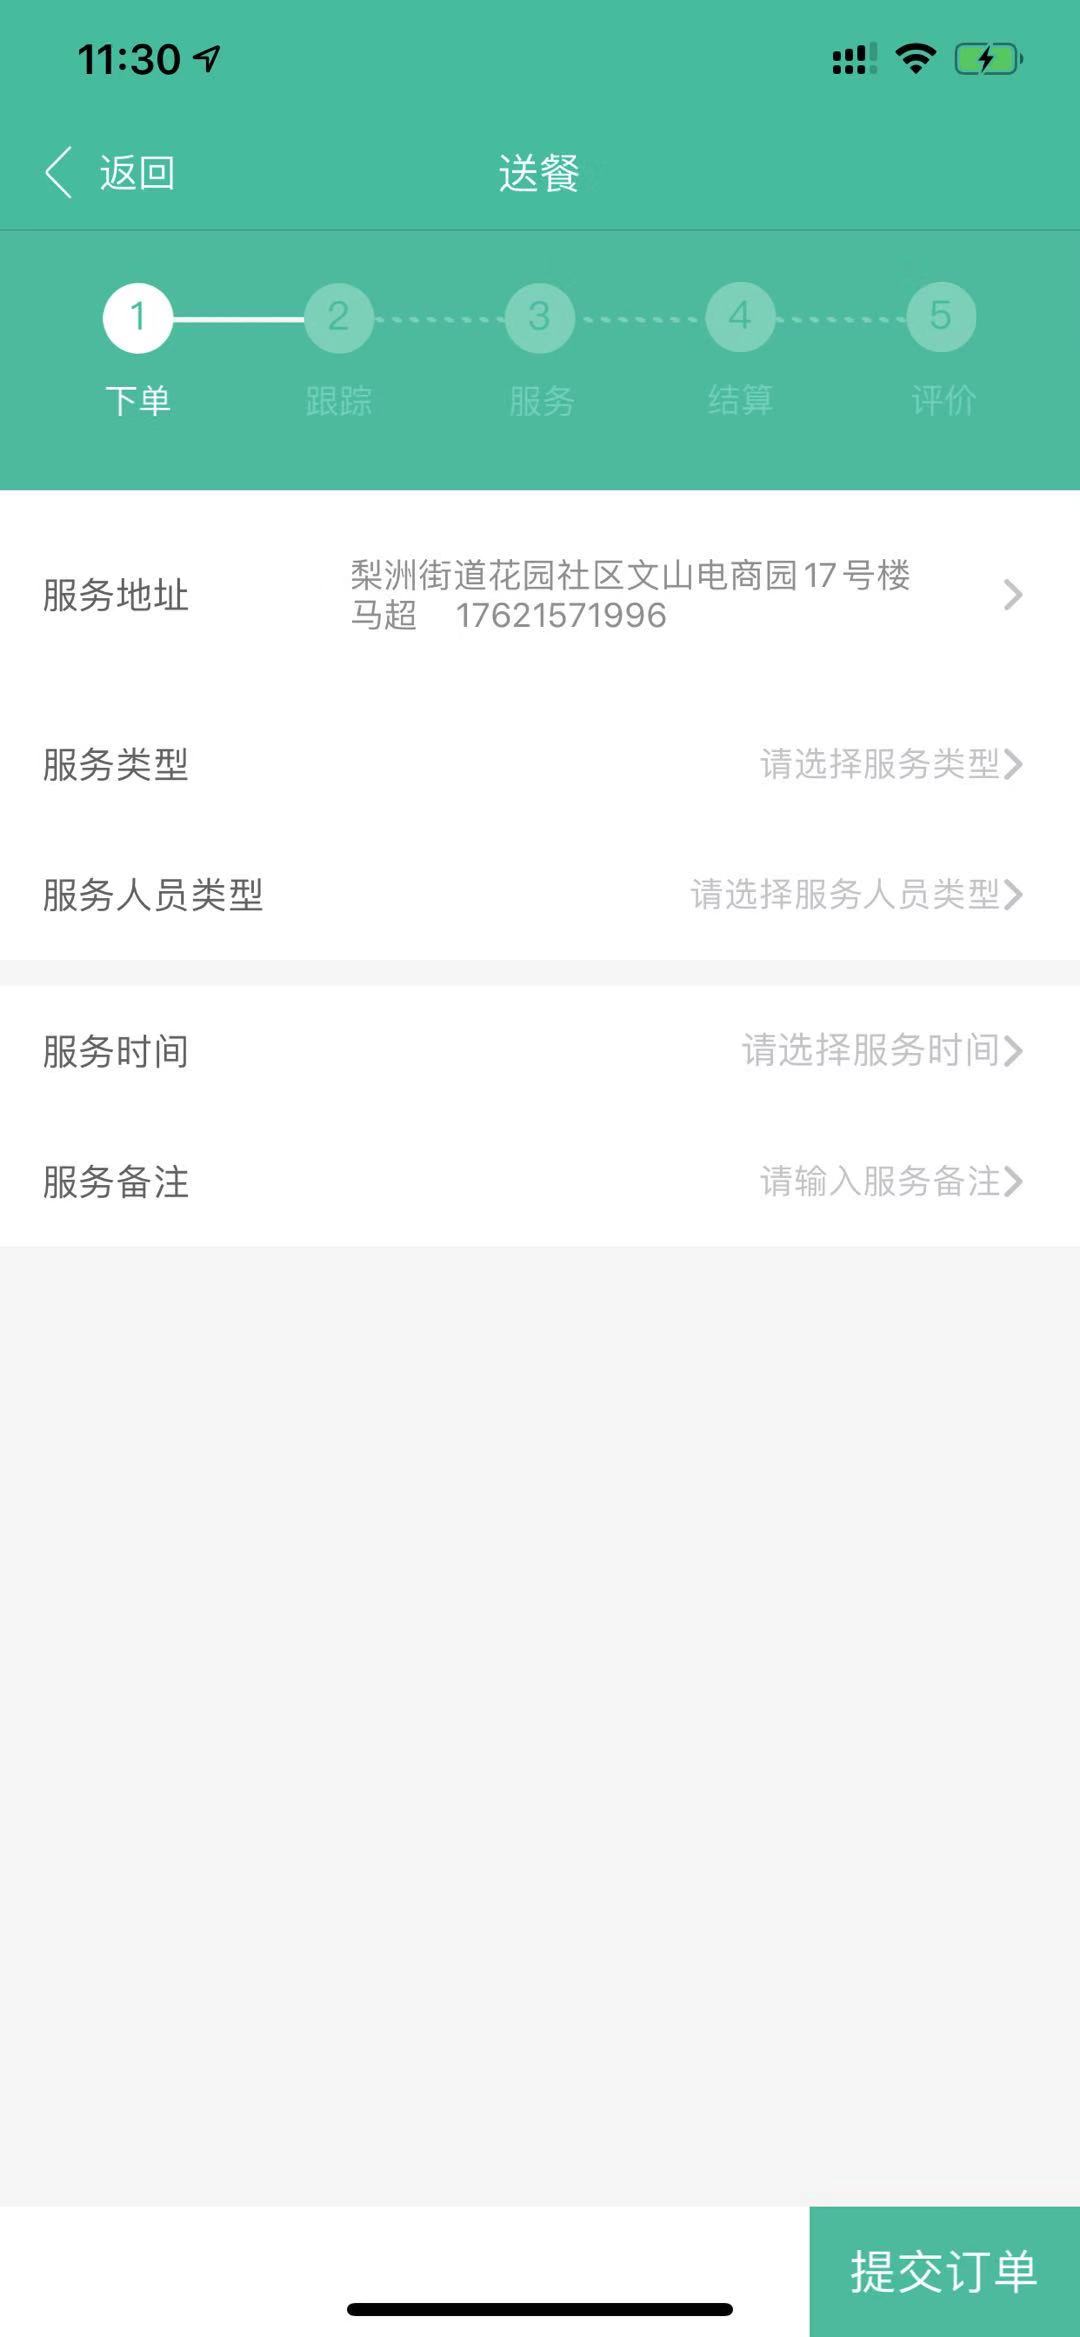 11:30
返回
送餐
1 2 3 4 5
下单 跟踪 服务 结算 评价
服务地址
梨洲街道花园社区文山电商园17号楼
马超 17621571996
服务类型 请选择服务类型
服务人员类型 请选择服务人员类型
服务时间 请选择服务时间
服务备注 请输入服务备注
提交订单